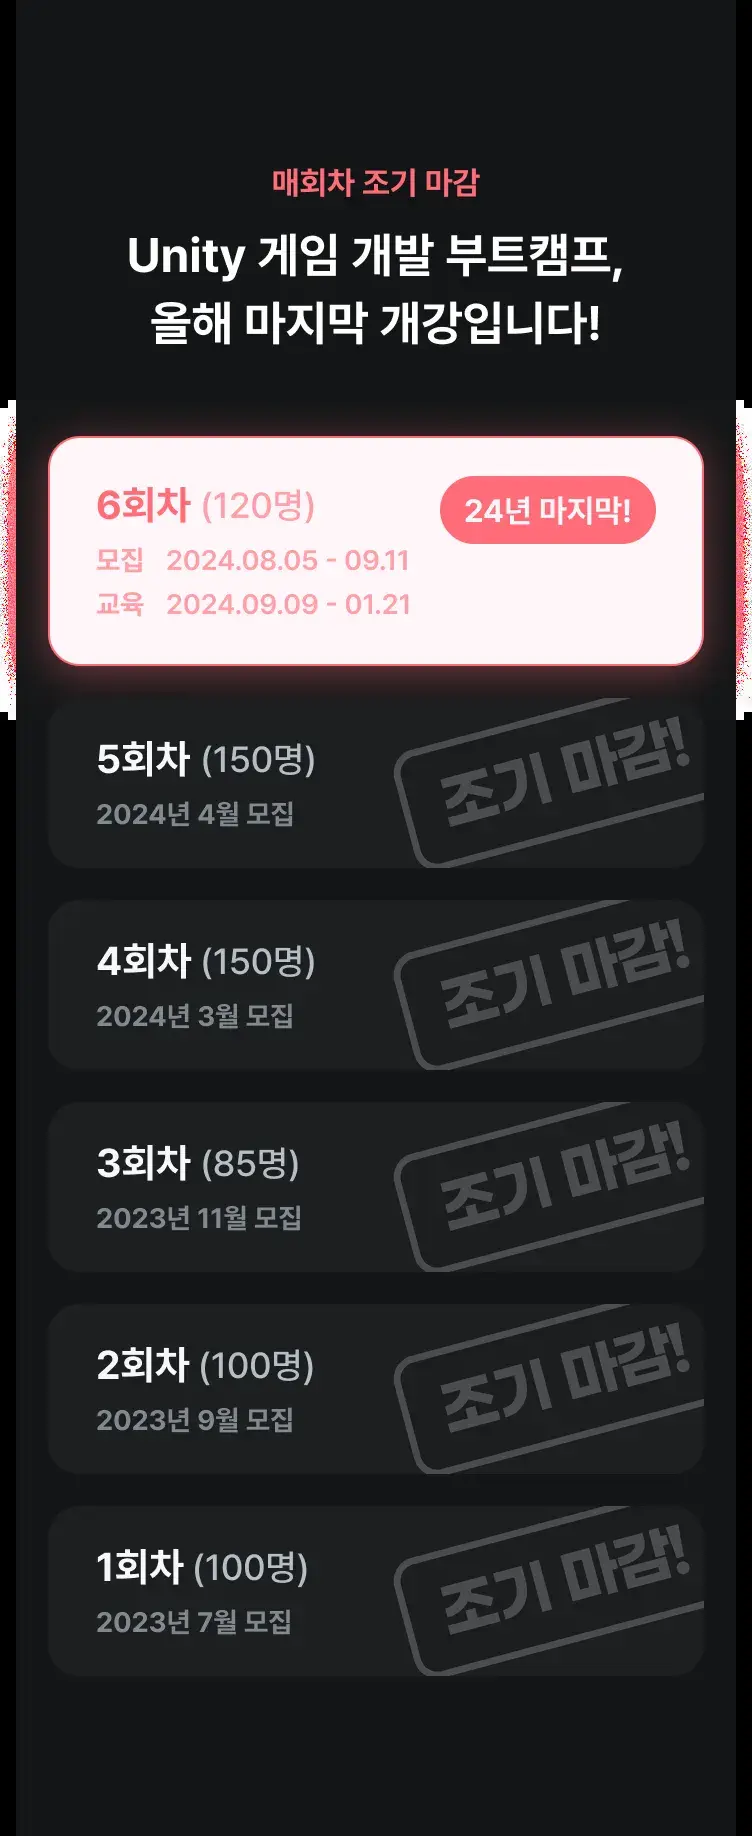 매회차 조기 마감
Unity 게임 개발 부트캠프,
올해 마지막 개강입니다!
6회차 (120명)
24년 마지막!
모집 2024.08.05 - 09.11
교육 2024.09.09 - 01.21
5회차 (150명)
2024년 4월 모집
조기 마감!
4회차 (150명)
2024년 3월 모집
조기 마감!
3회차 (85명)
2023년 11월 모집
조기 마감!
2회차 (100명)
2023년 9월 모집
조기 마감!
1회차 (100명)
2023년 7월 모집
조기 마감!